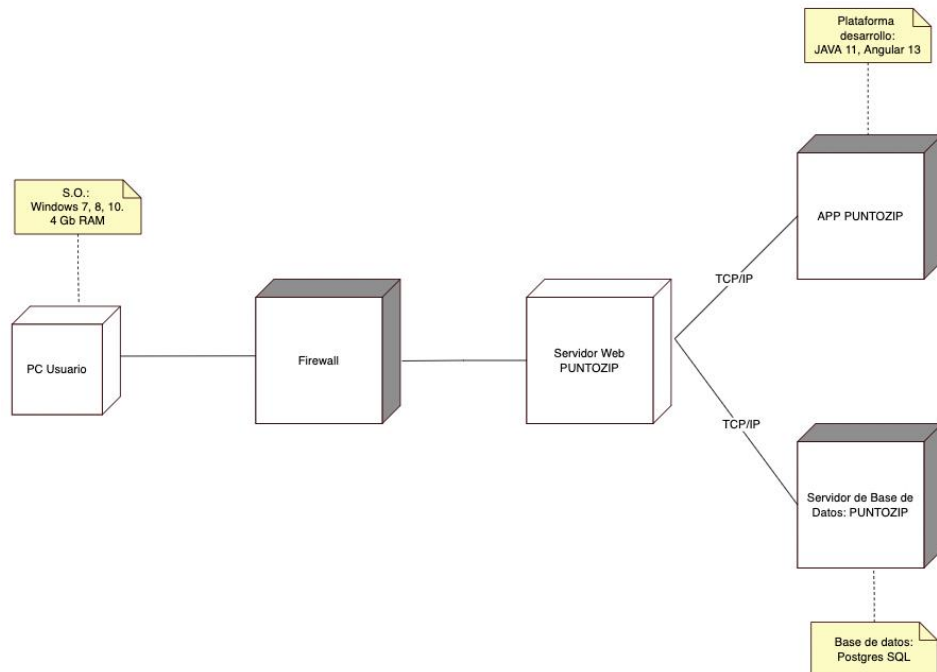 Plataforma
desarrollo:
JAVA 11, Angular 13
APP PUNTOZIP
S.O.:
Windows 7, 8, 10.
4 Gb RAM
TCP/IP
PC Usuario
Firewall
Servidor Web
PUNTOZIP
TCP/IP
Servidor de Base de
Datos: PUNTOZIP
Base de datos:
Postgres SQL